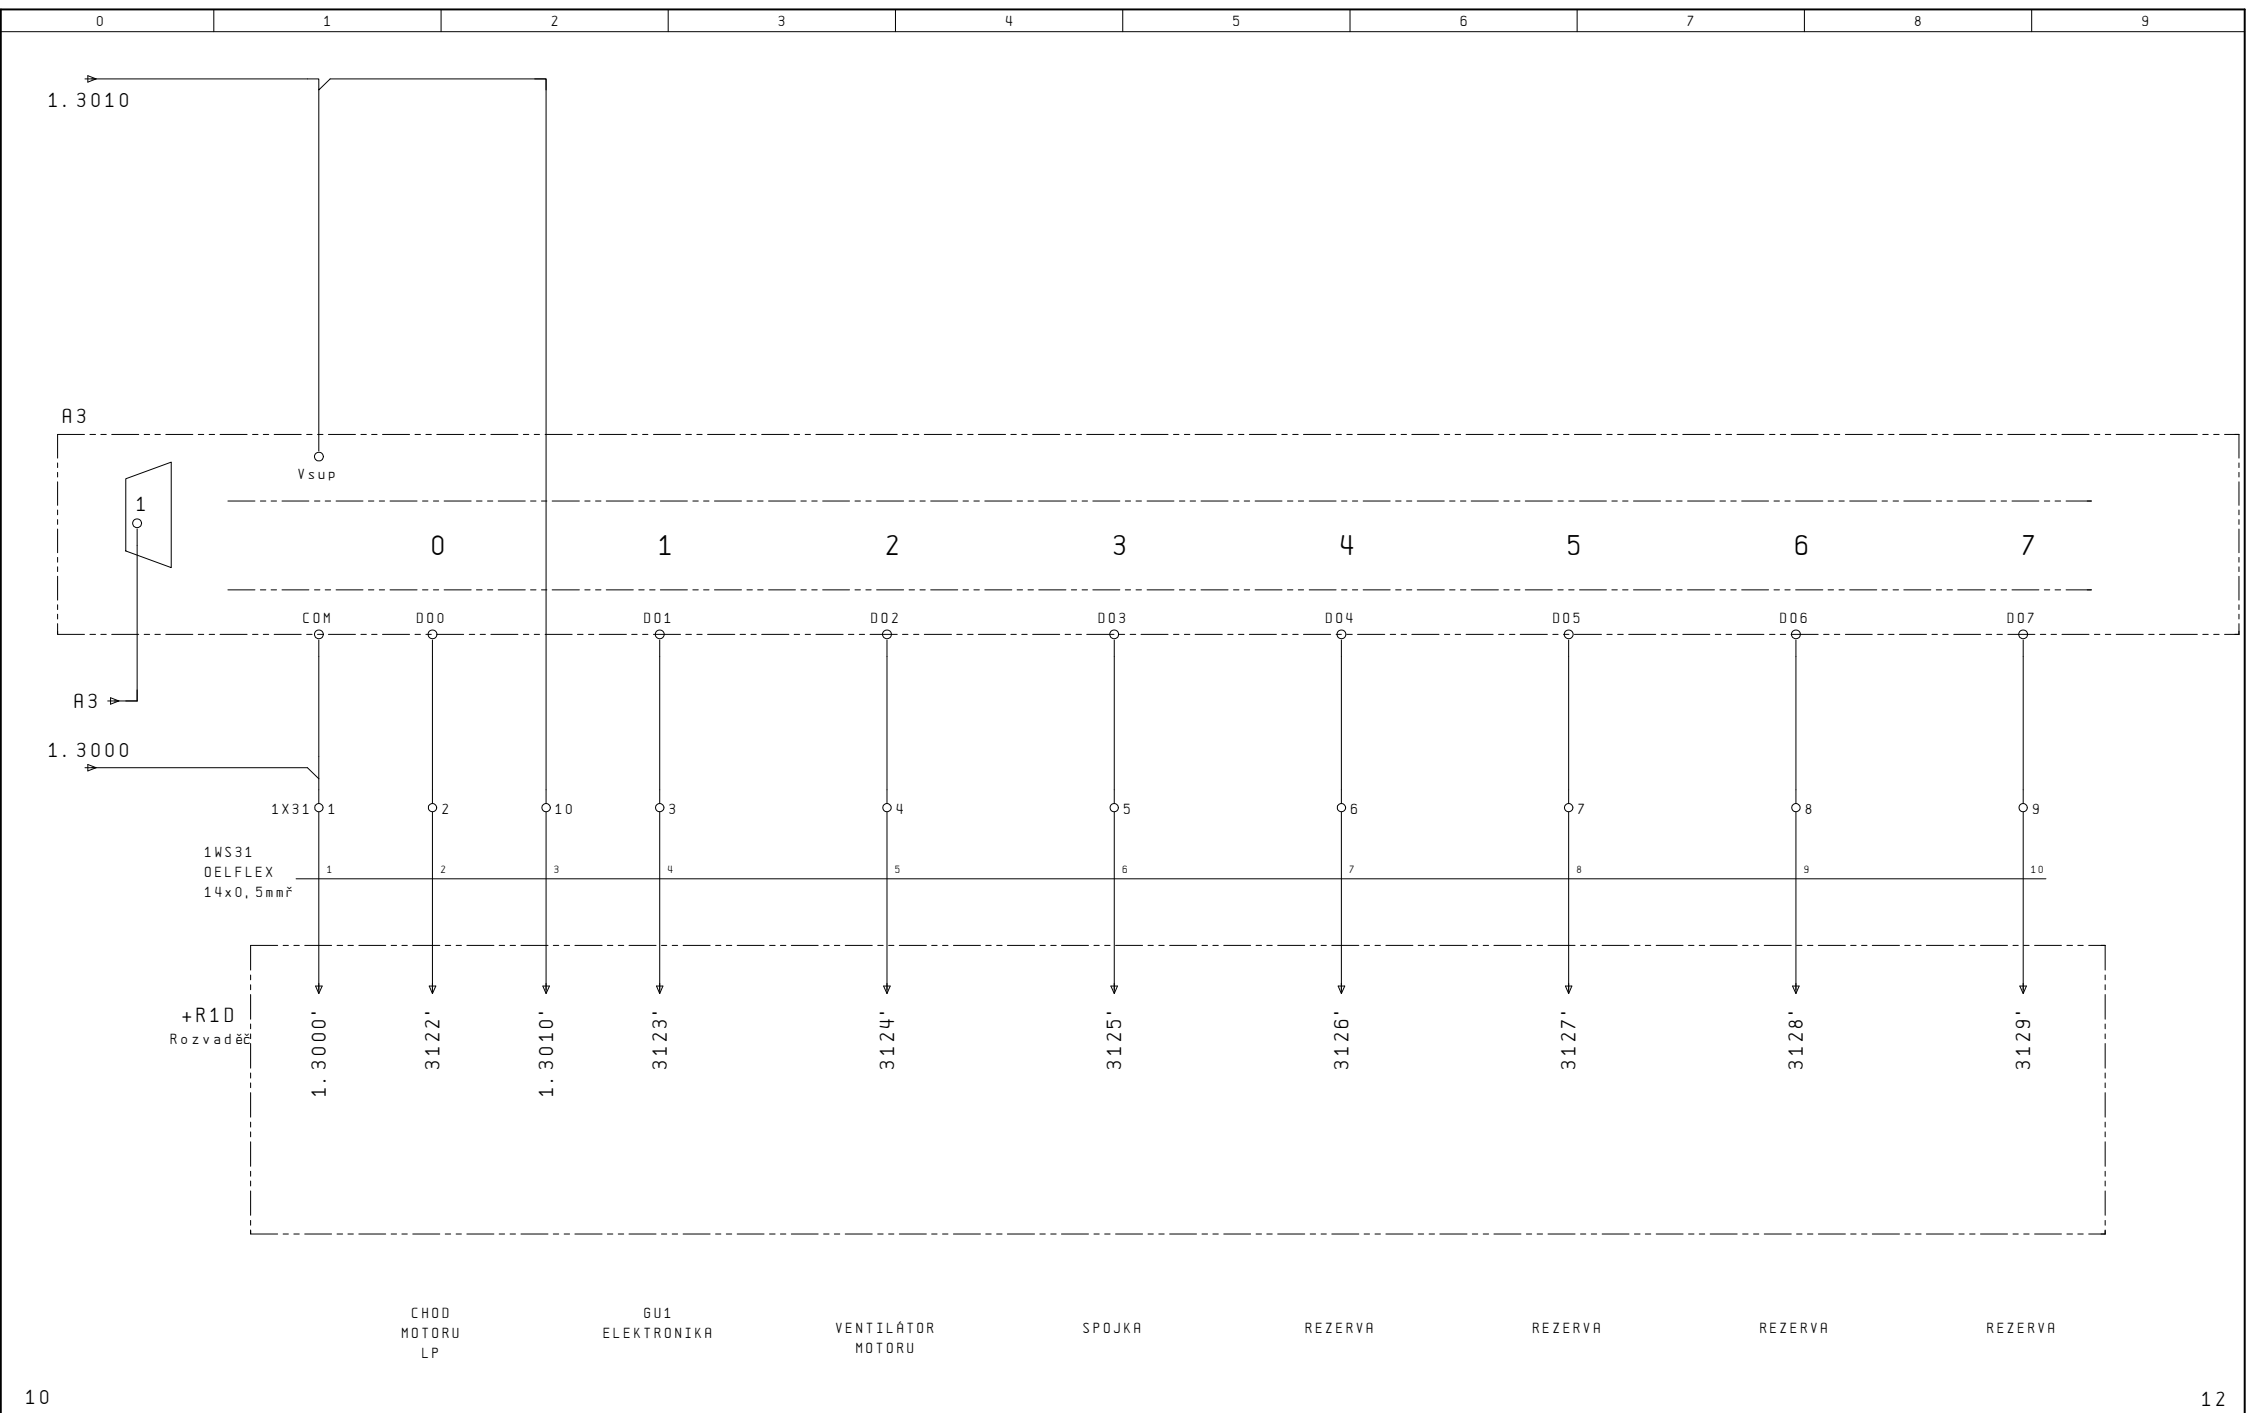 0 1 2 3 4 5 6 7 8 9
1.3010
A3
Vsup
1
0 1 2 3 4 5 6 7
COM DO0 DO1 DO2 DO3 DO4 DO5 DO6 DO7
A3
1.3000
1X31 1 2 10 3 4 5 6 7 8 9
1WS31
OELFLEX
14x0,5mmř
1 2 3 4 5 6 7 8 9 10
+R1D
Rozvaděč
1.3000' 3122' 1.3010' 3123' 3124' 3125' 3126' 3127' 3128' 3129'
CHOD
MOTORU
LP
GU1
ELEKTRONIKA
VENTILÁTOR
MOTORU
SPOJKA
REZERVA
REZERVA
REZERVA
REZERVA
10
12